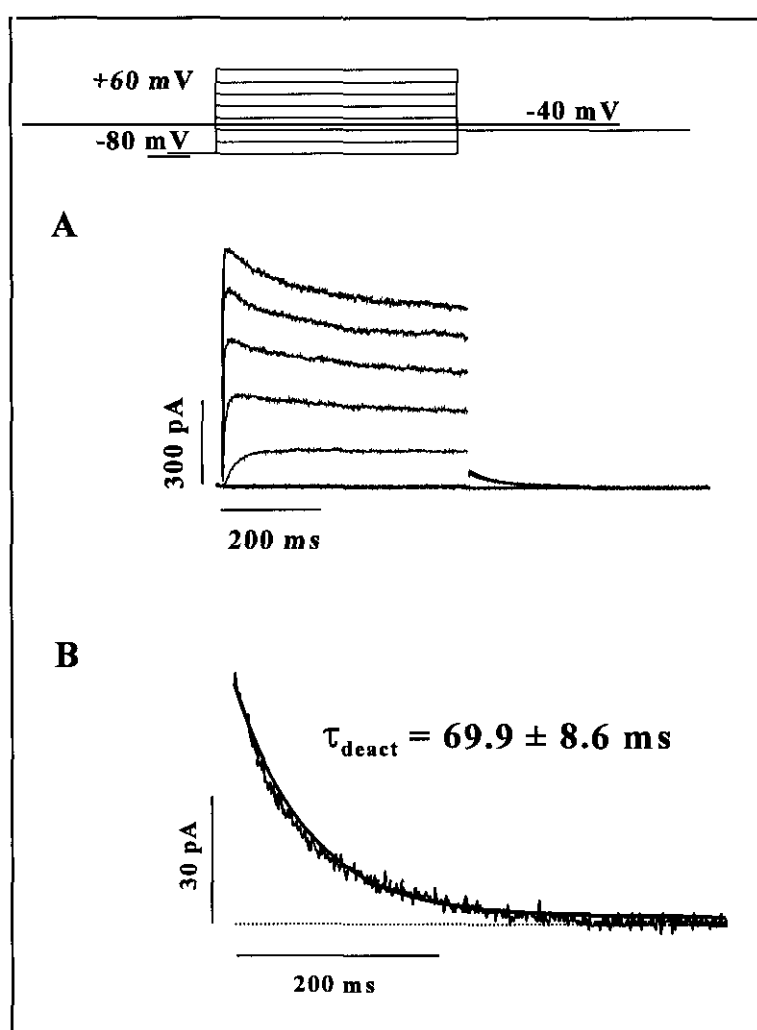 +60 mV
-40 mV
-80 mV
A
300 pA
200 ms
B
τdeact = 69.9 ± 8.6 ms
30 pA
200 ms